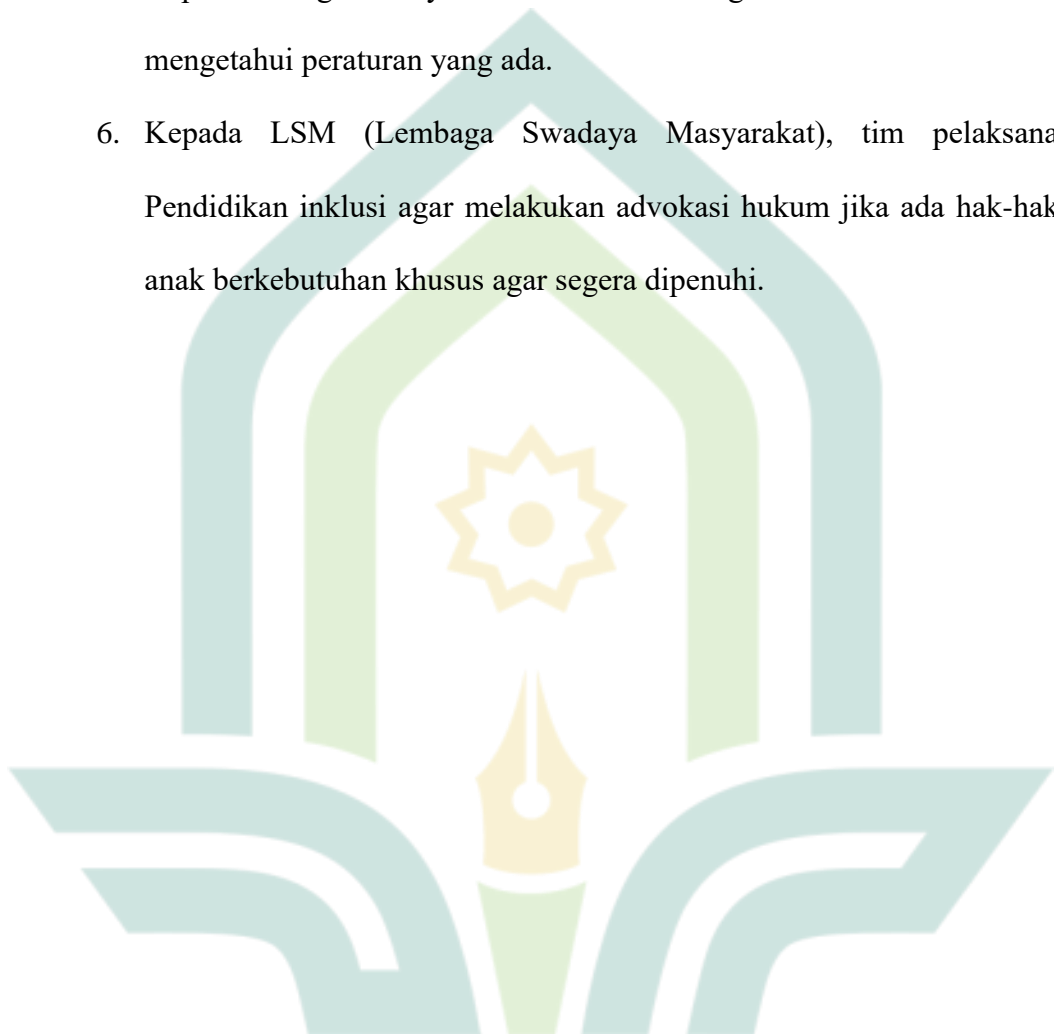 mengetahui peraturan yang ada.
6. Kepada LSM (Lembaga Swadaya Masyarakat), tim pelaksana
Pendidikan inklusi agar melakukan advokasi hukum jika ada hak-hak
anak berkebutuhan khusus agar segera dipenuhi.